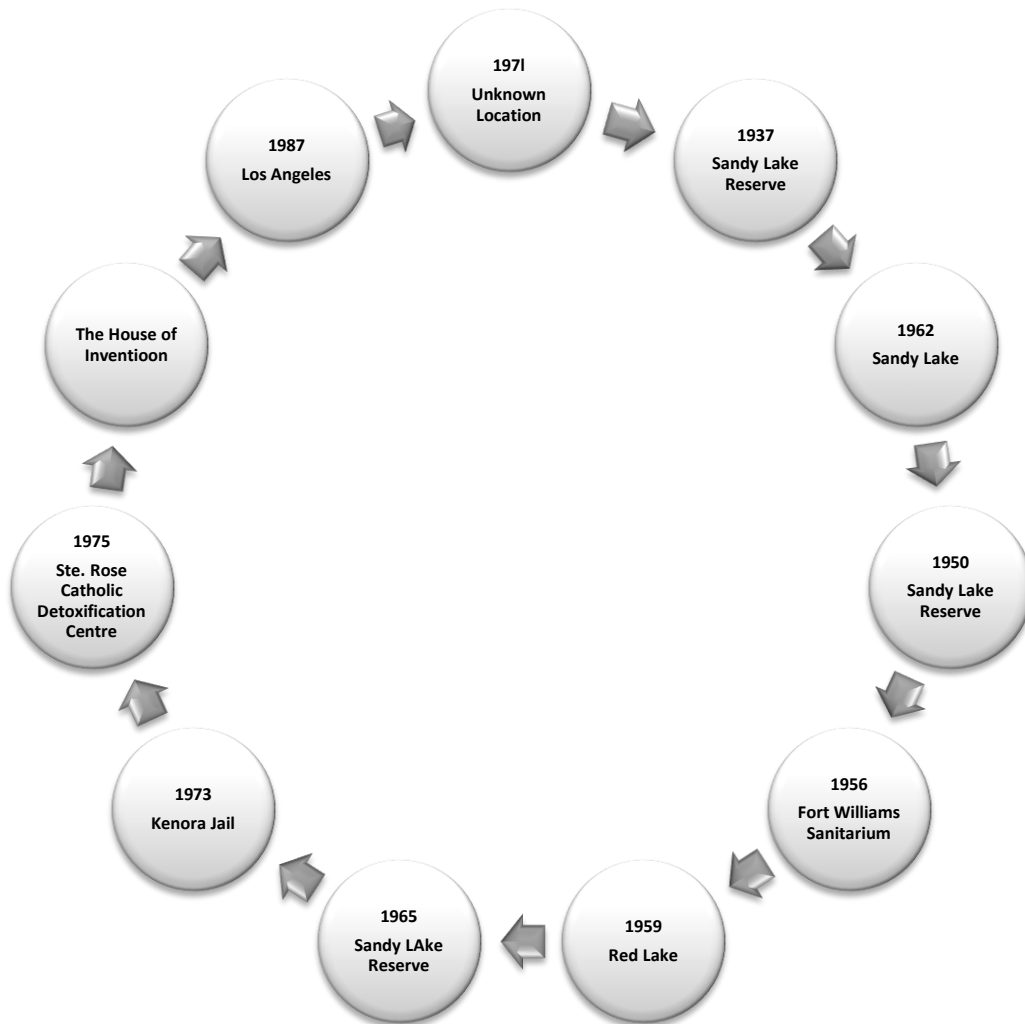 197l
Unknown
Location
1937
Sandy Lake
Reserve
1962
Sandy Lake
1950
Sandy Lake
Reserve
1956
Fort Williams
Sanitarium
1959
Red Lake
1965
Sandy LAke
Reserve
1973
Kenora Jail
1975
Ste. Rose
Catholic
Detoxification
Centre
The House of
Inventioon
1987
Los Angeles